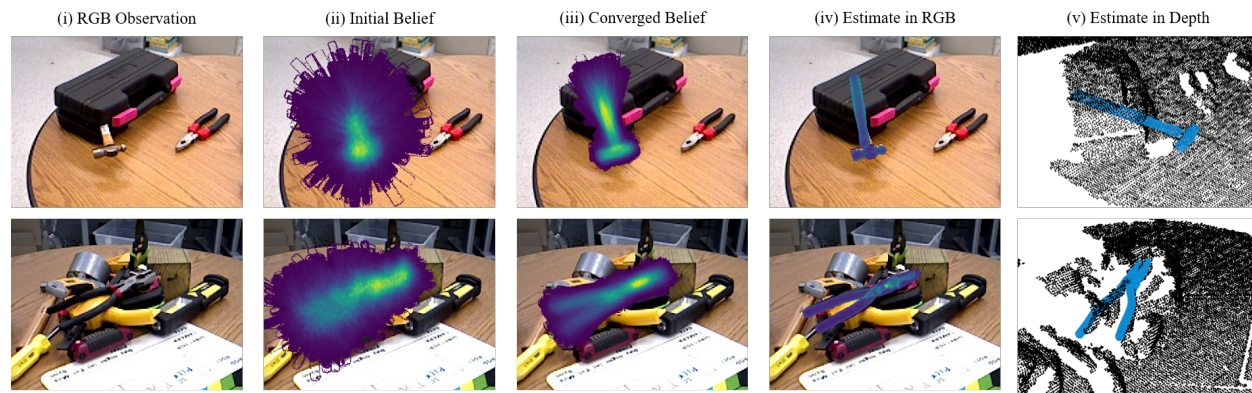 (i) RGB Observation
(ii) Initial Belief
(iii) Converged Belief
(iv) Estimate in RGB
(v) Estimate in Depth